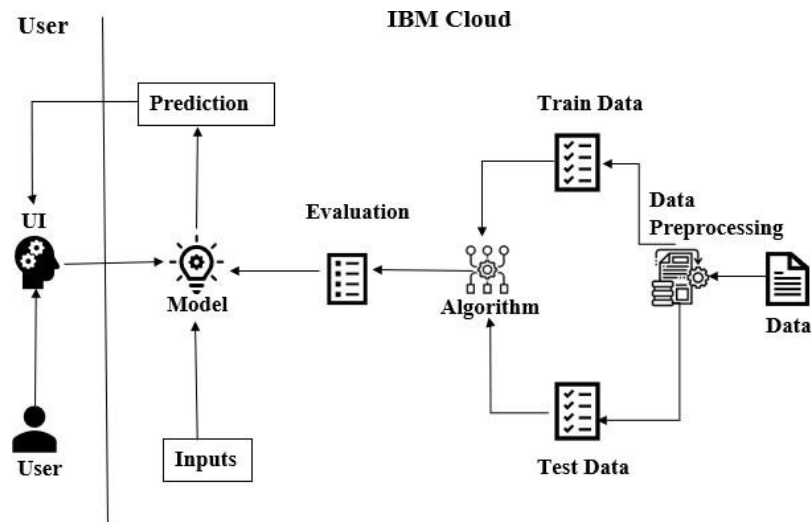 User
IBM Cloud
Prediction
Train Data
UI
Evaluation
Data
Preprocessing
Model
Algorithm
Data
User
Inputs
Test Data